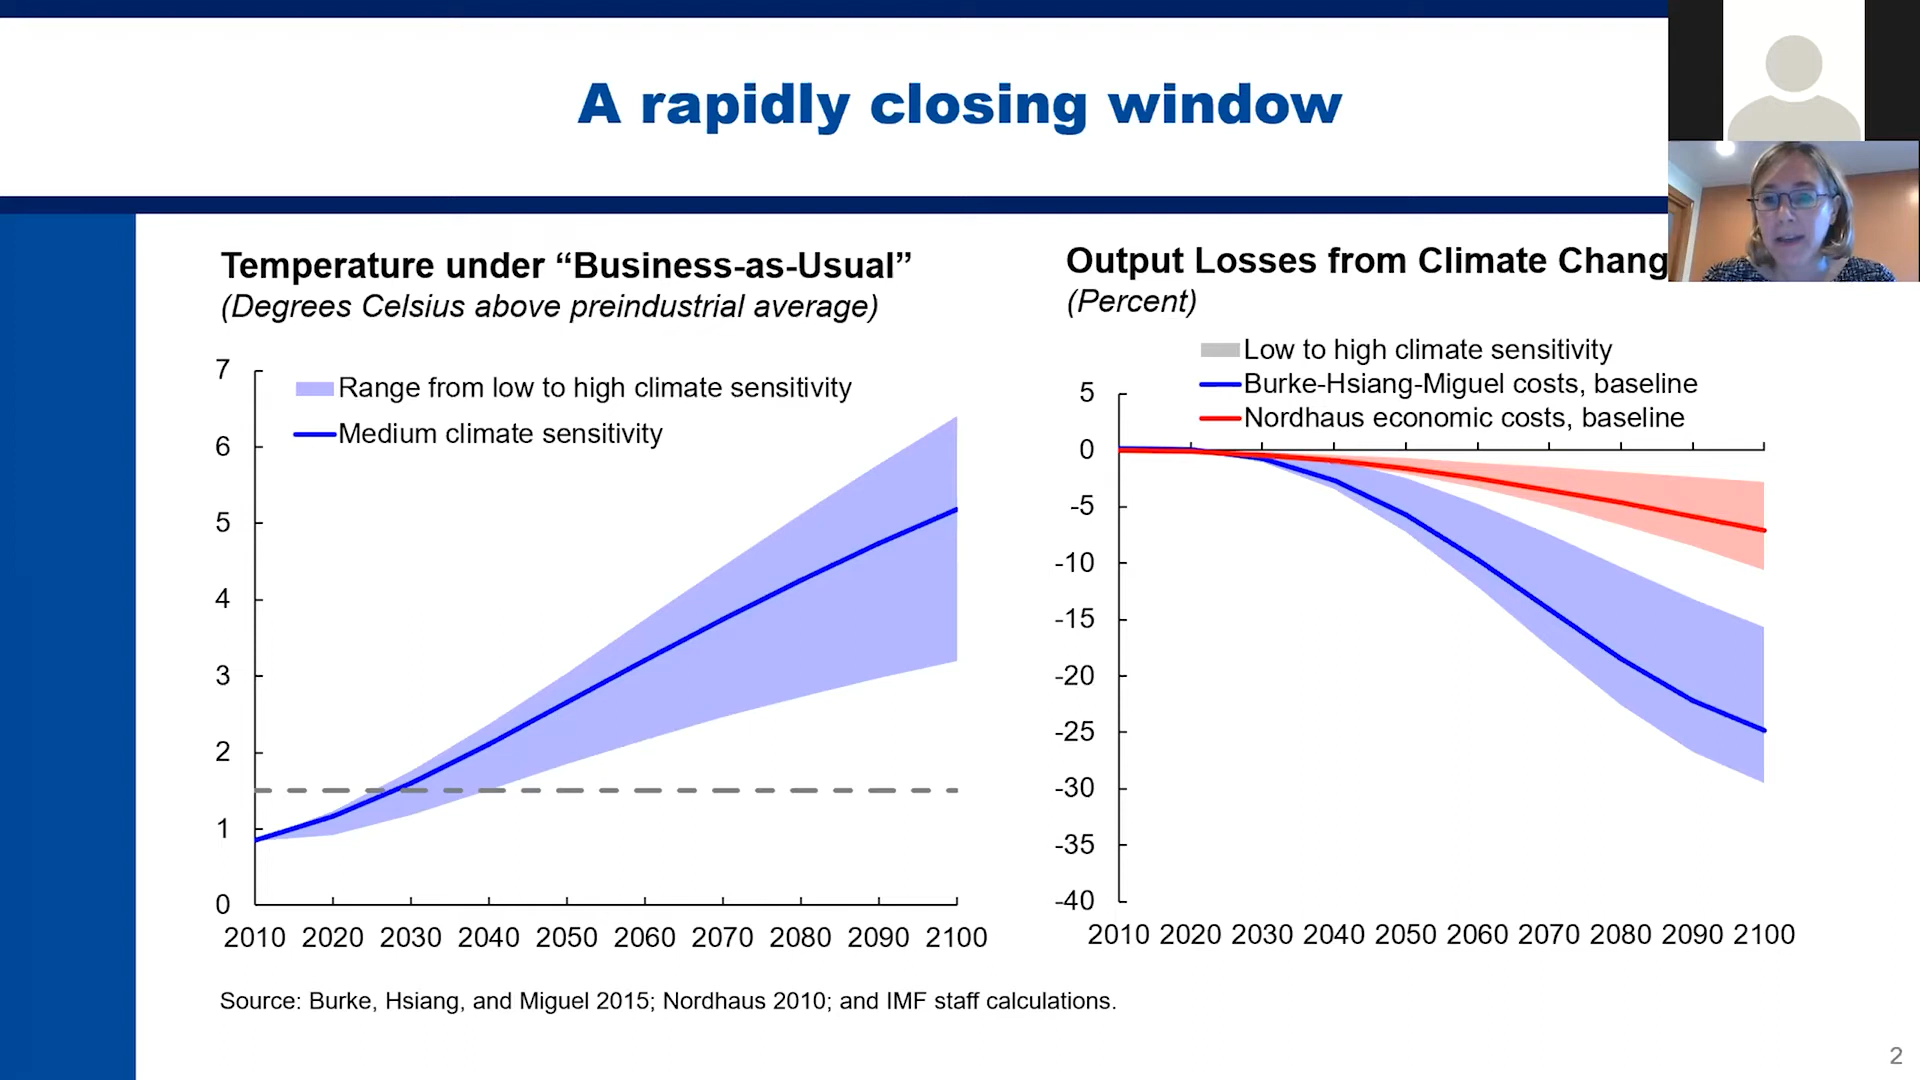 A rapidly closing window
Temperature under “Business-as-Usual”
(Degrees Celsius above preindustrial average)
7
Range from low to high climate sensitivity
Medium climate sensitivity
6
5
4
3
2
1
0
2010 2020 2030 2040 2050 2060 2070 2080 2090 2100
Output Losses from Climate Chang
(Percent)
Low to high climate sensitivity
Burke-Hsiang-Miguel costs, baseline
Nordhaus economic costs, baseline
5
0
-5
-10
-15
-20
-25
-30
-35
-40
2010 2020 2030 2040 2050 2060 2070 2080 2090 2100
Source: Burke, Hsiang, and Miguel 2015; Nordhaus 2010; and IMF staff calculations.
2